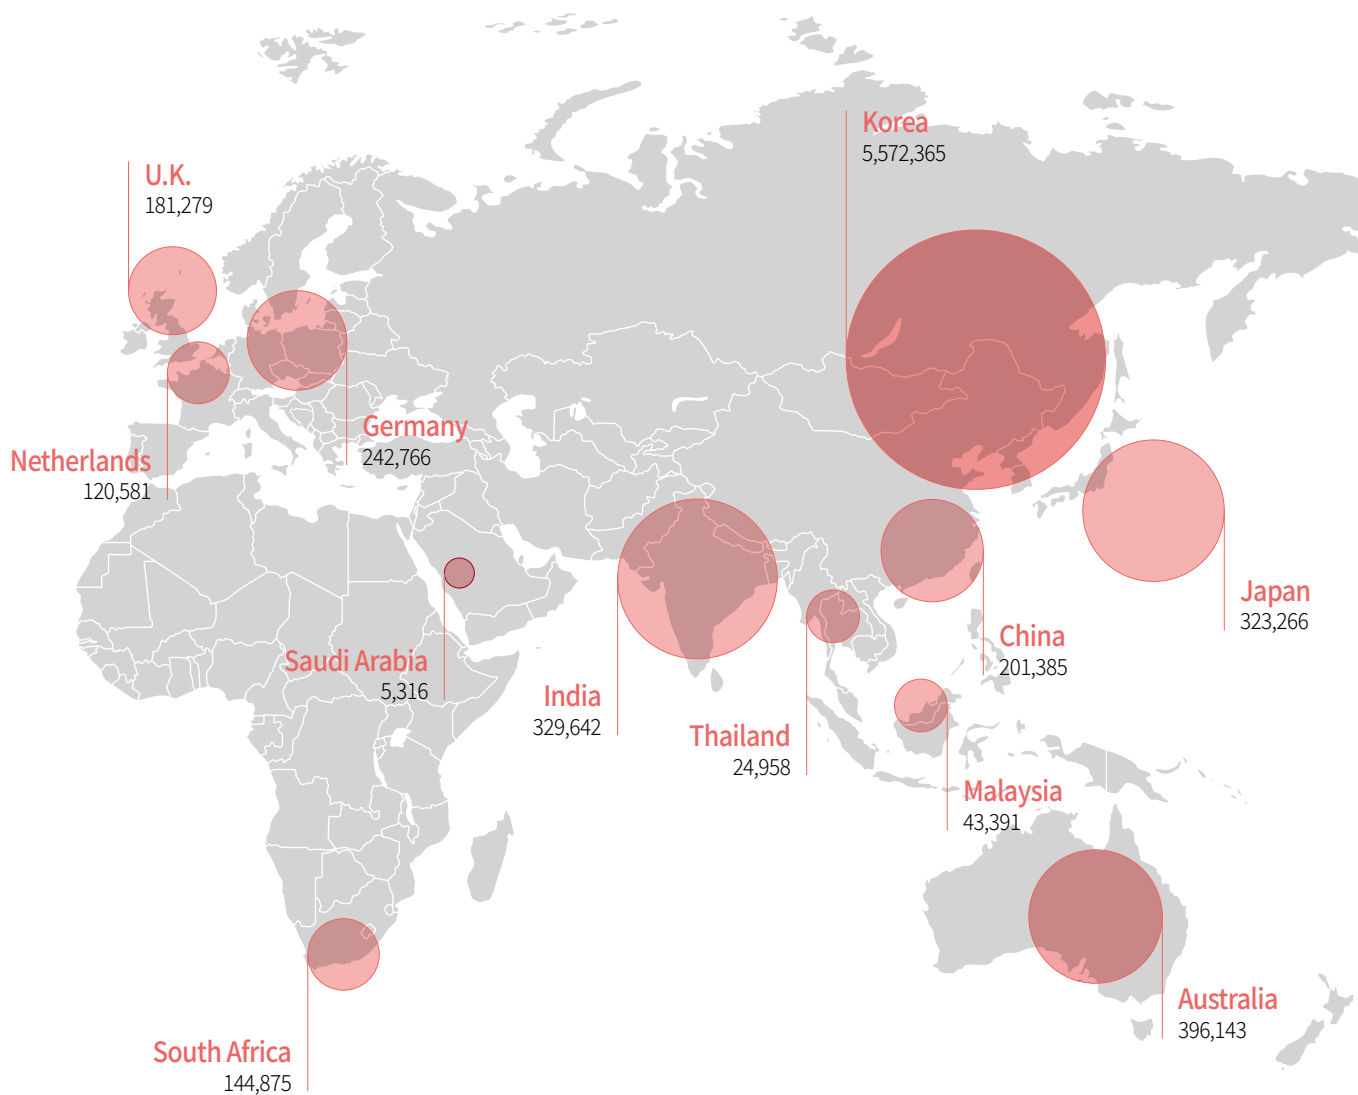 Korea
5,572,365
U.K.
181,279
Germany
242,766
Netherlands
120,581
Japan
323,266
China
201,385
Saudi Arabia
5,316
India
329,642
Thailand
24,958
Malaysia
43,391
Australia
396,143
South Africa
144,875